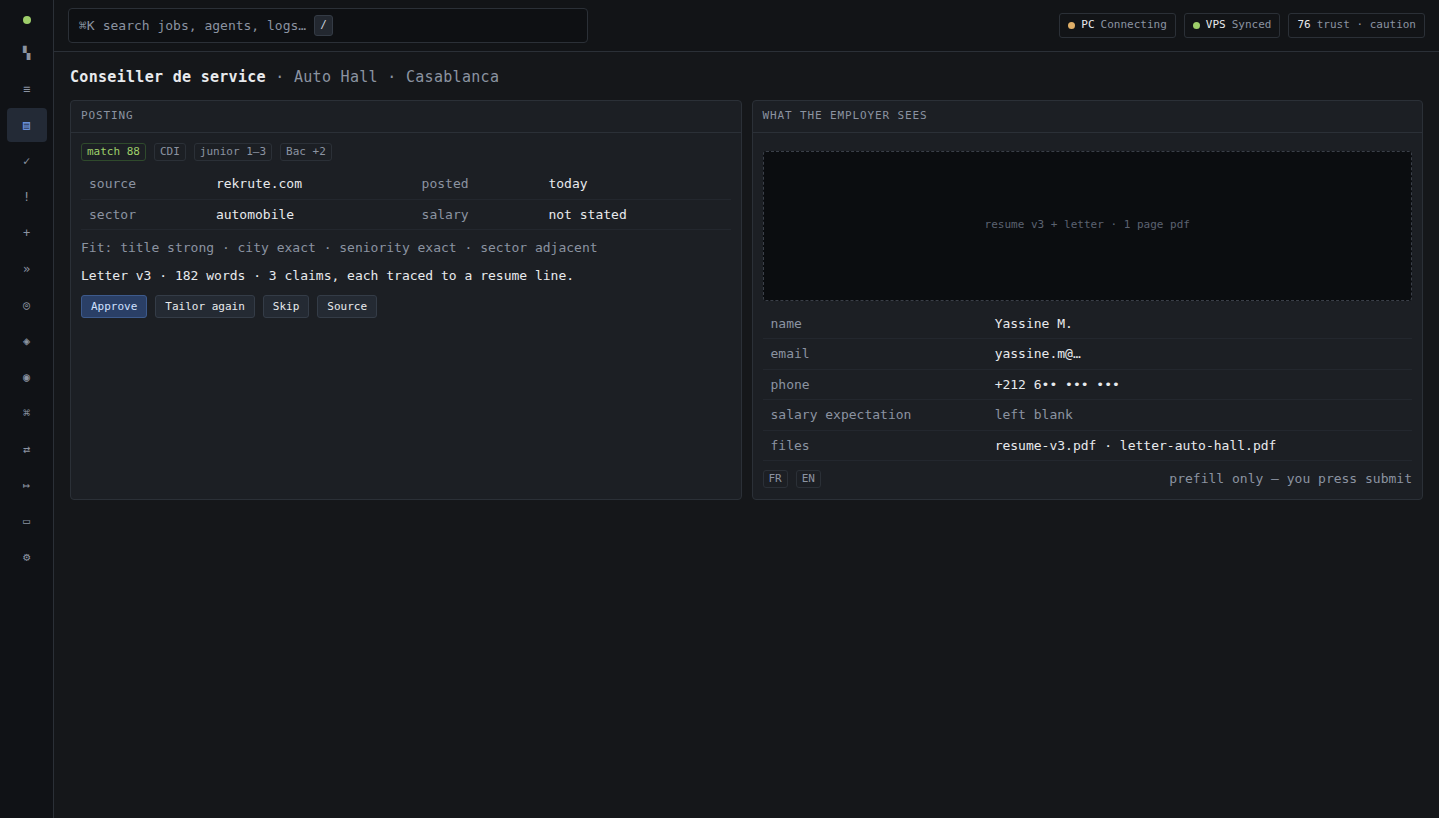 ⌘K search jobs, agents, logs… /
PC Connecting
VPS Synced
76 trust · caution
Conseiller de service · Auto Hall · Casablanca
POSTING
match 88 CDI junior 1–3 Bac +2
source rekrute.com posted today
sector automobile salary not stated
Fit: title strong · city exact · seniority exact · sector adjacent
Letter v3 · 182 words · 3 claims, each traced to a resume line.
Approve Tailor again Skip Source
WHAT THE EMPLOYER SEES
resume v3 + letter · 1 page pdf
name Yassine M.
email yassine.m@…
phone +212 6•• ••• •••
salary expectation left blank
files resume-v3.pdf · letter-auto-hall.pdf
FR EN prefill only — you press submit